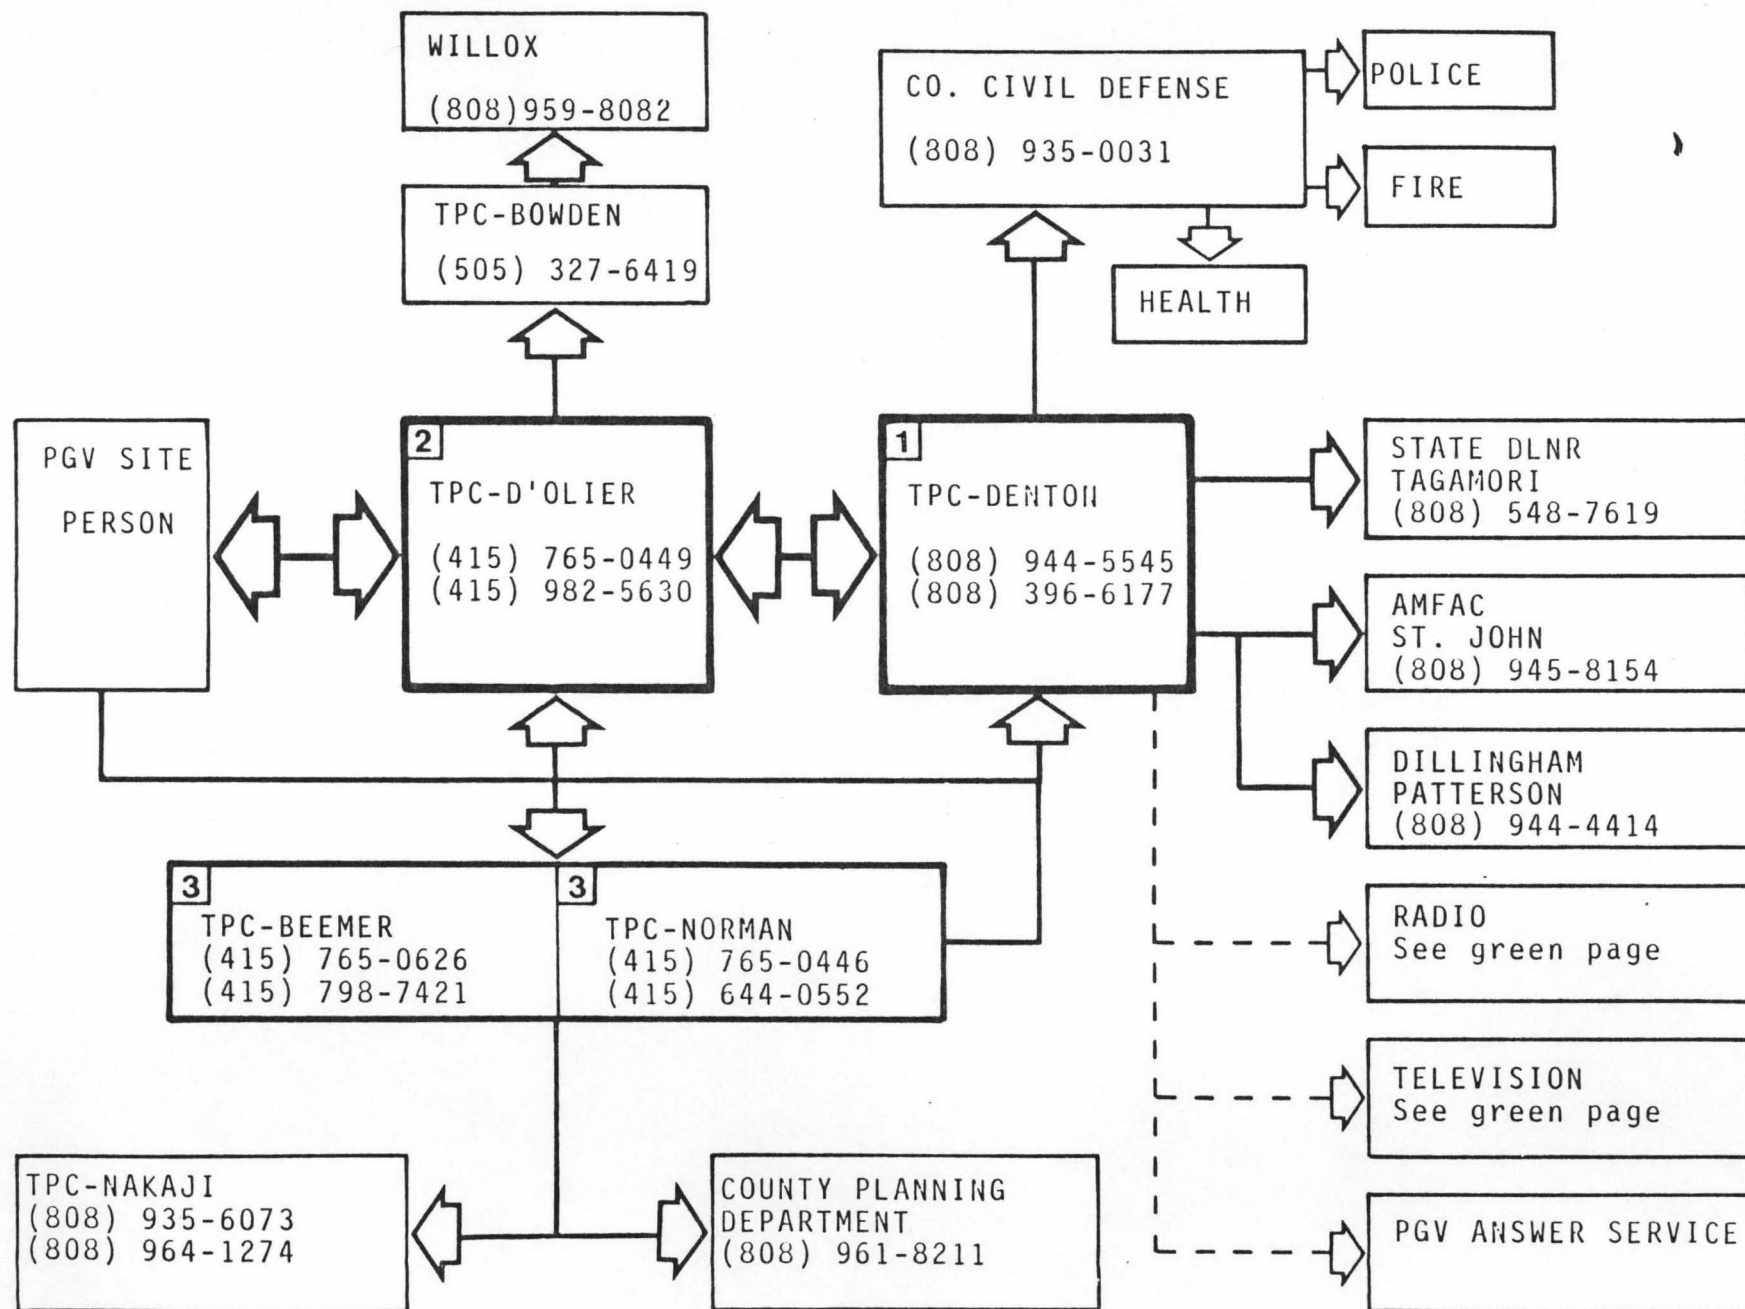 WILLOX
(808)959-8082
TPC-BOWDEN
(505) 327-6419
CO. CIVIL DEFENSE
(808) 935-0031
POLICE
FIRE
HEALTH
PGV SITE
PERSON
2
TPC-D'OLIER
(415) 765-0449
(415) 982-5630
1
TPC-DENTON
(808) 944-5545
(808) 396-6177
STATE DLNR
TAGAMORI
(808) 548-7619
AMFAC
ST. JOHN
(808) 945-8154
DILLINGHAM
PATTERSON
(808) 944-4414
3
TPC-BEEMER
(415) 765-0626
(415) 798-7421
3
TPC-NORMAN
(415) 765-0446
(415) 644-0552
RADIO
See green page
TELEVISION
See green page
PGV ANSWER SERVICE
TPC-NAKAJI
(808) 935-6073
(808) 964-1274
COUNTY PLANNING
DEPARTMENT
(808) 961-8211